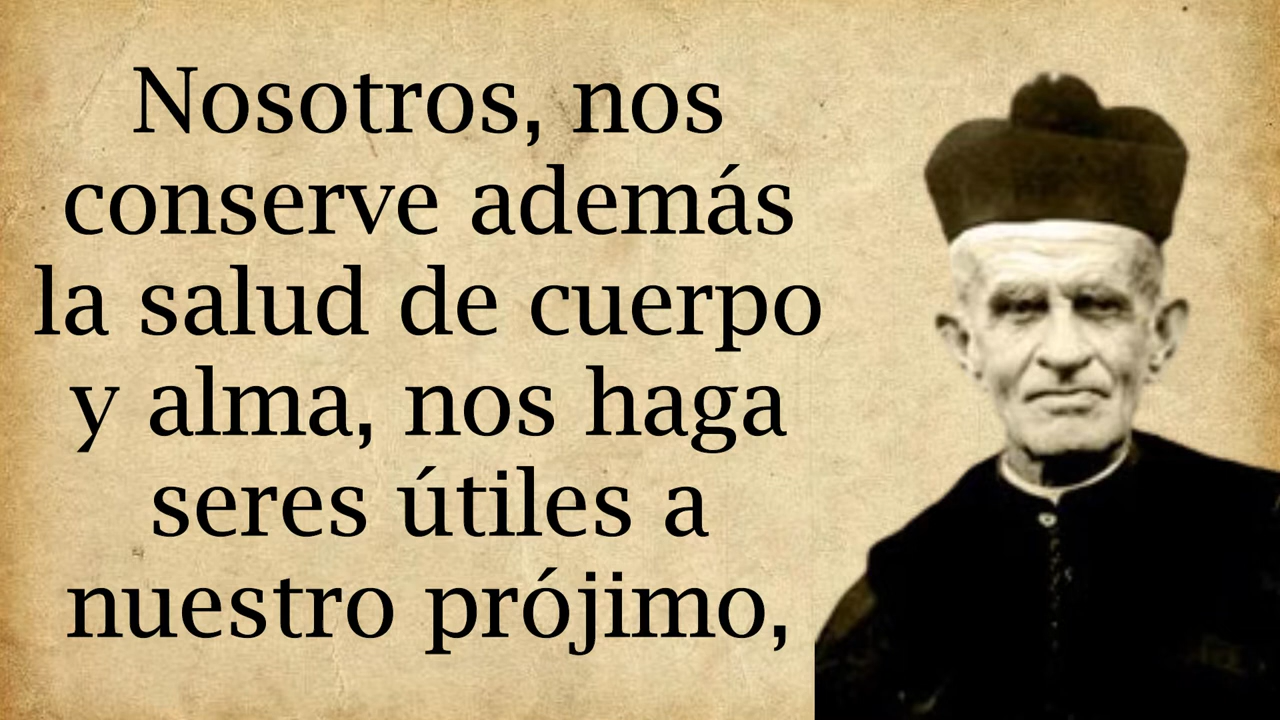 Nosotros, nos
conserve además
la salud de cuerpo
y alma, nos haga
seres útiles a
nuestro prójimo,